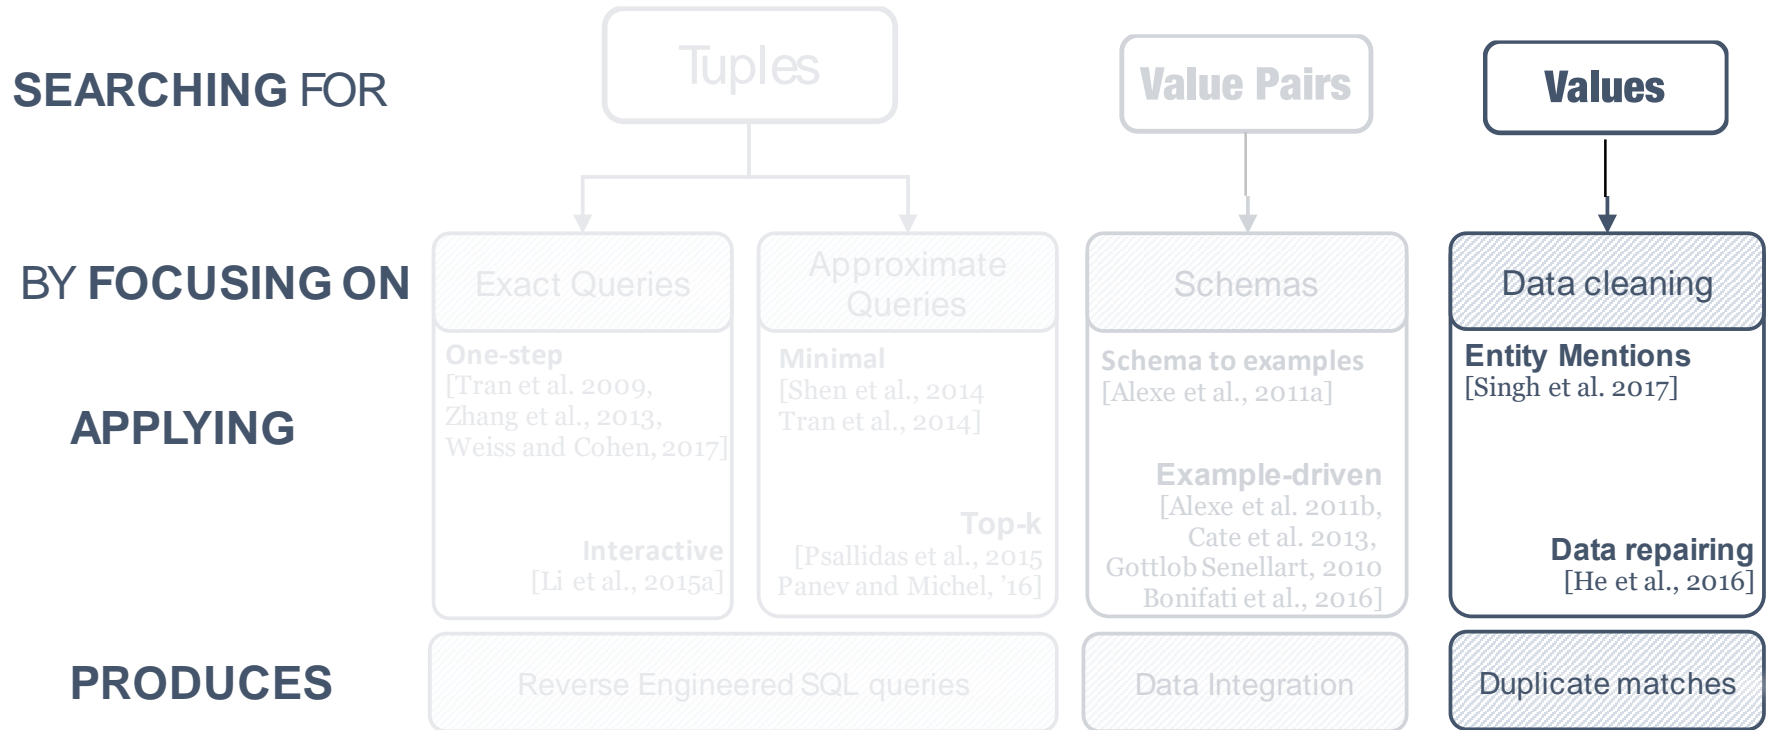 SEARCHING FOR
Tuples
Value Pairs
Values
BY FOCUSING ON
Exact Queries
Approximate
Queries
Schemas
Data cleaning
APPLYING
One-step
[Tran et al. 2009,
Zhang et al., 2013,
Weiss and Cohen, 2017]
Interactive
[Li et al., 2015a]
Minimal
[Shen et al., 2014
Tran et al., 2014]
Top-k
[Psallidas et al., 2015
Panev and Michel, ’16]
Schema to examples
[Alexe et al., 2011a]
Example-driven
[Alexe et al. 2011b,
Cate et al. 2013,
Gottlob Senellart, 2010
Bonifati et al., 2016]
Entity Mentions
[Singh et al. 2017]
Data repairing
[He et al., 2016]
PRODUCES
Reverse Engineered SQL queries
Data Integration
Duplicate matches